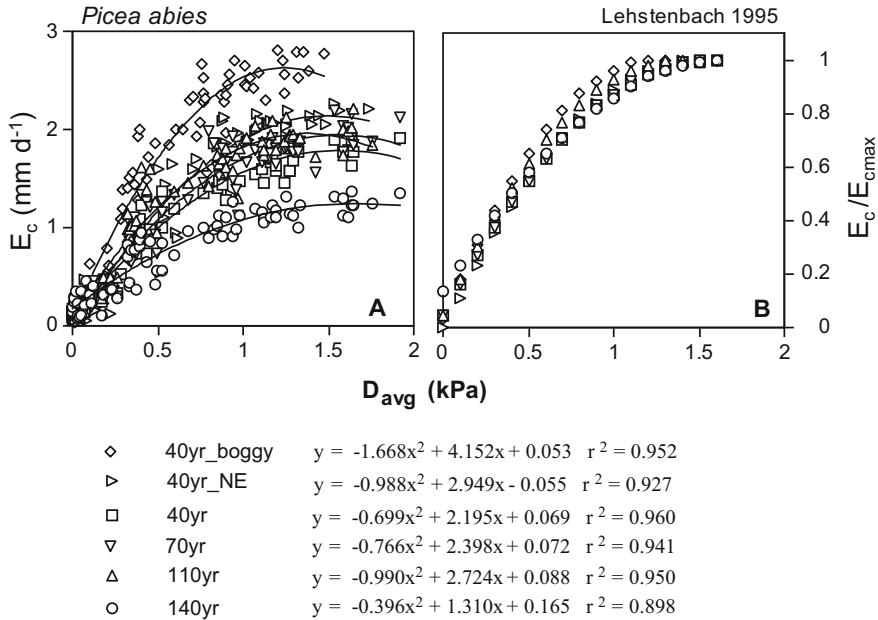 Picea abies
Lehstenbach 1995
3
2
1
0
E_c (mm d⁻¹)
A
0 0.5 1 1.5 2
1
0.8
0.6
0.4
0.2
0
E_c /E_cmax
B
0 0.5 1 1.5 2
D_avg (kPa)
40yr_boggy y = -1.668x² + 4.152x + 0.053 r² = 0.952
40yr_NE y = -0.988x² + 2.949x - 0.055 r² = 0.927
40yr y = -0.699x² + 2.195x + 0.069 r² = 0.960
70yr y = -0.766x² + 2.398x + 0.072 r² = 0.941
110yr y = -0.990x² + 2.724x + 0.088 r² = 0.950
140yr y = -0.396x² + 1.310x + 0.165 r² = 0.898